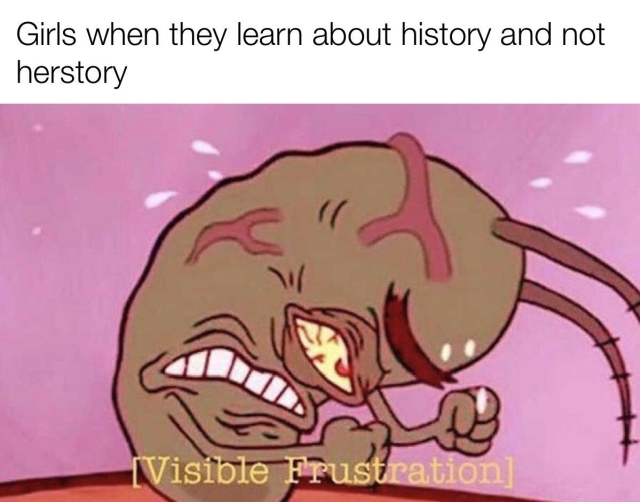 Girls when they learn about history and not
herstory
[Visible Frustration]